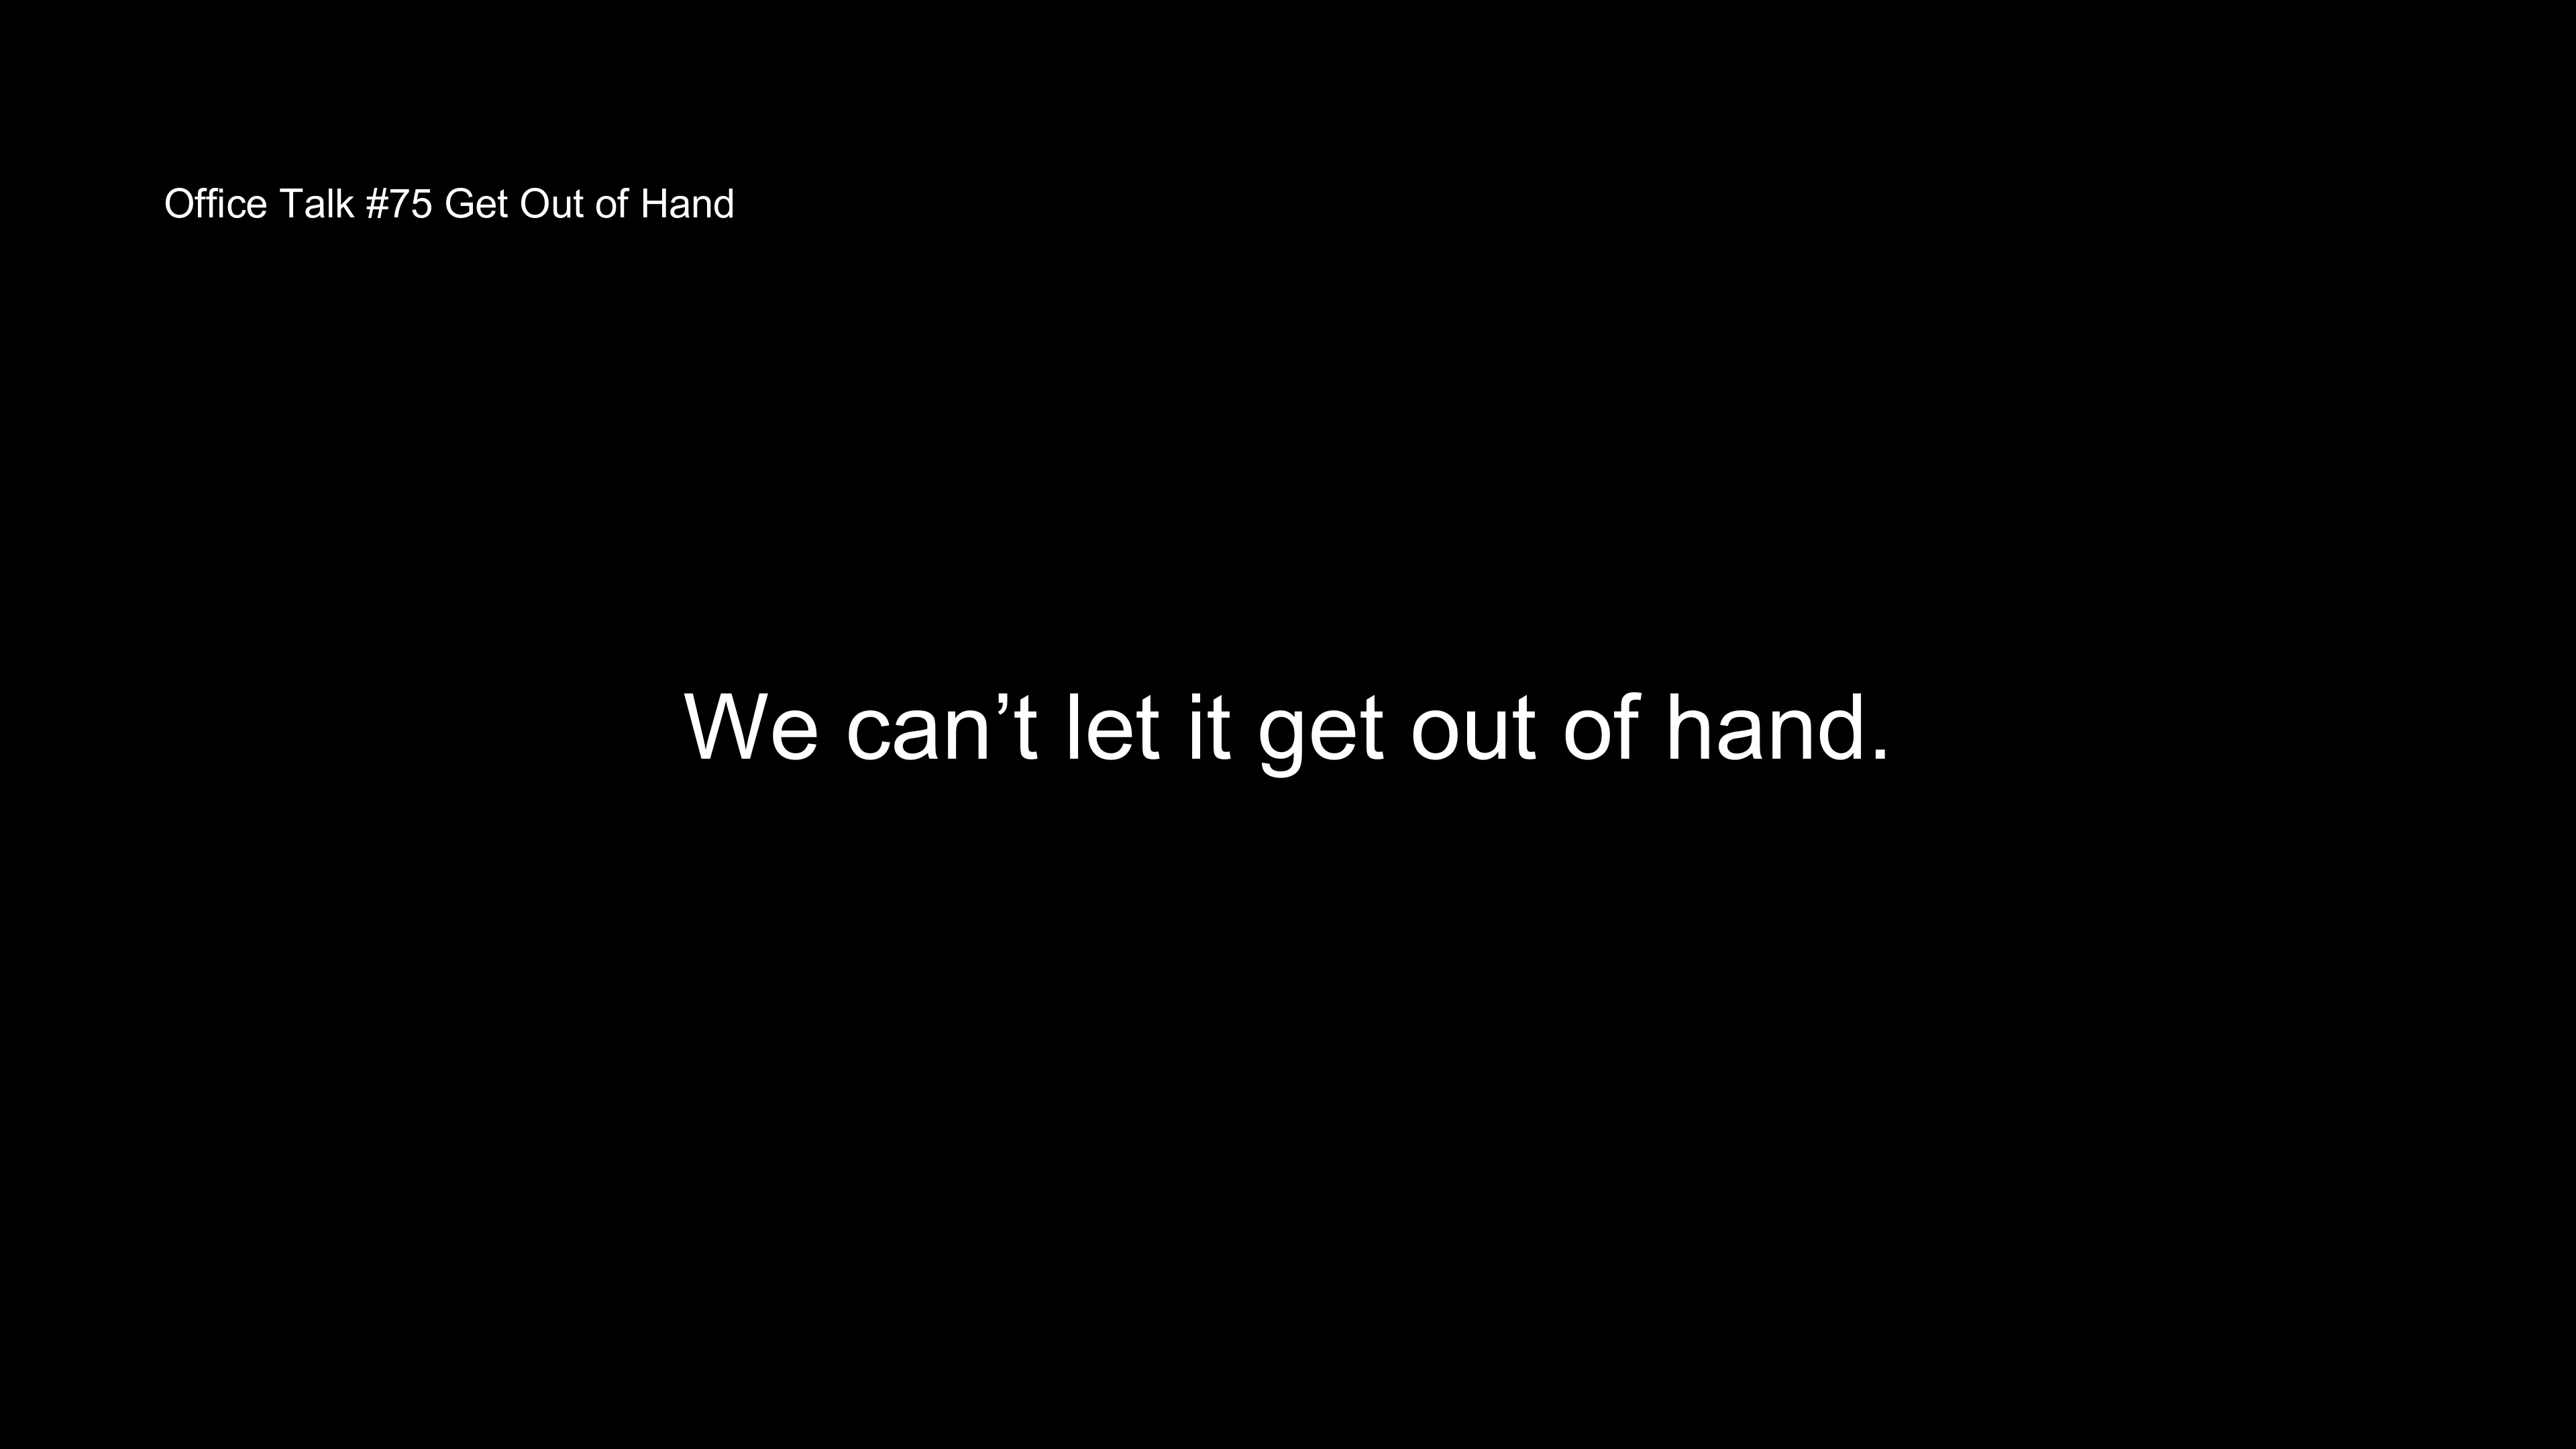 Office Talk #75 Get Out of Hand
We can’t let it get out of hand.